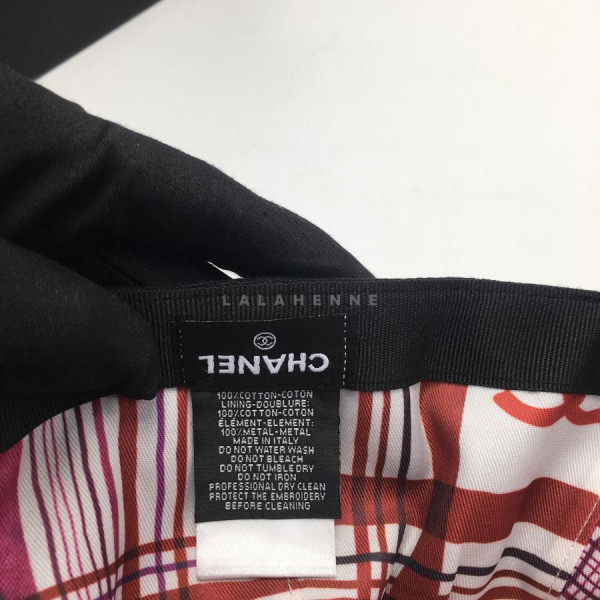 LALAHENNE
CHANEL
100% COTTON-COTON
LINING-DOUBLURE:
100% COTTON-COTON
ÉLÉMENT-ELEMENT:
100% METAL-METAL
MADE IN ITALY
DO NOT WATER WASH
DO NOT BLEACH
DO NOT TUMBLE DRY
DO NOT IRON
PROFESSIONAL DRY CLEAN
PROTECT THE EMBROIDERY
BEFORE CLEANING